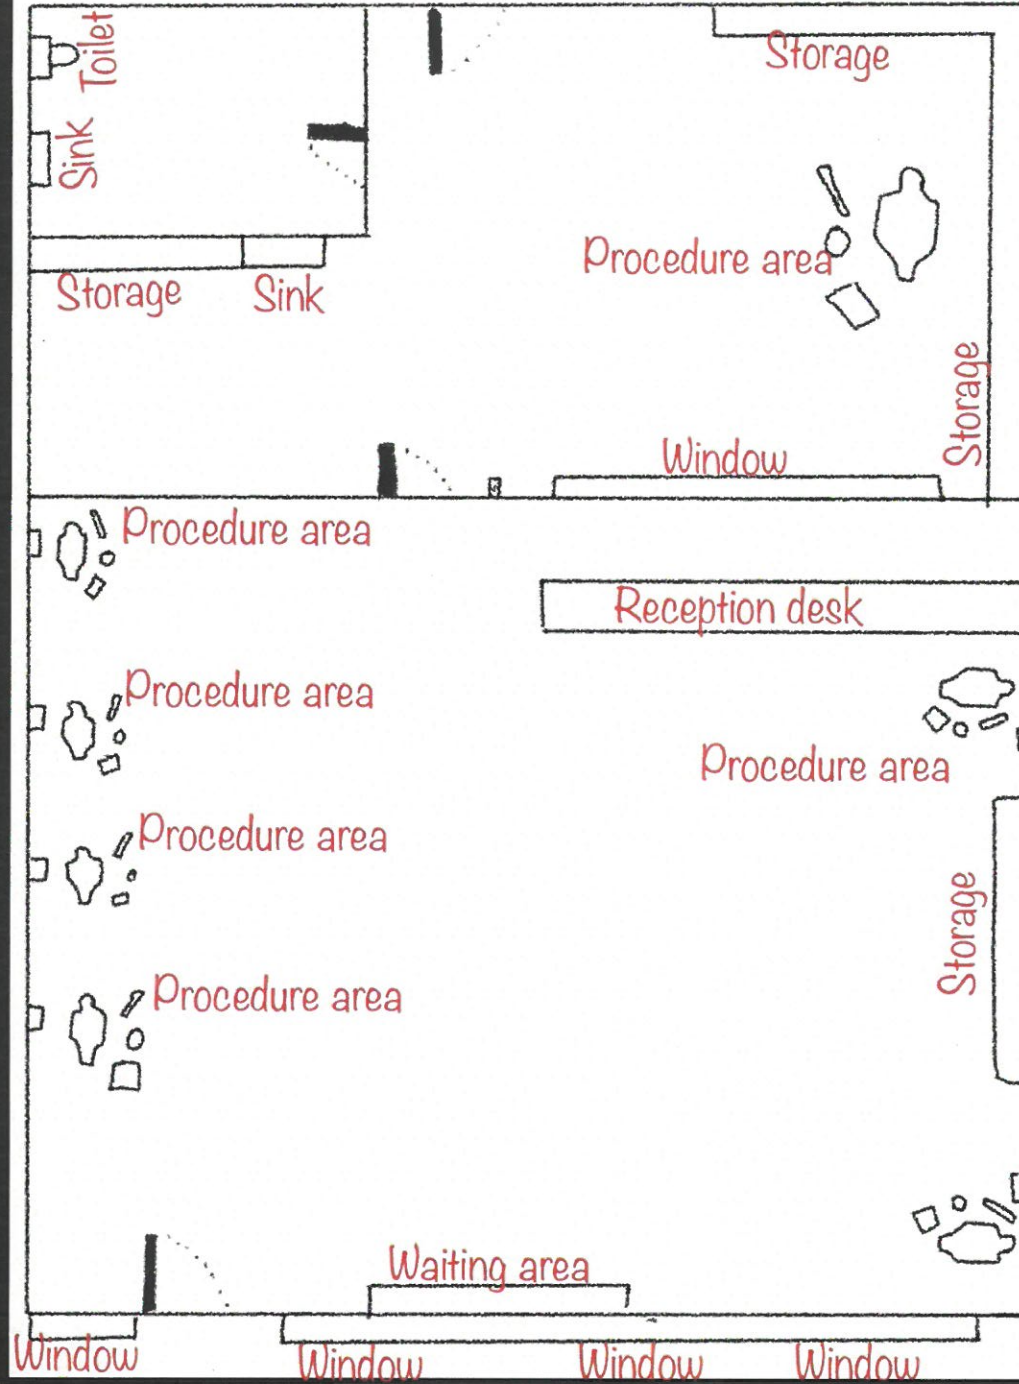 Toilet
Storage
Sink
Procedure area
Storage
Sink
Storage
Window
Procedure area
Reception desk
Procedure area
Procedure area
Procedure area
Storage
Procedure area
Waiting area
Window
Window
Window
Window